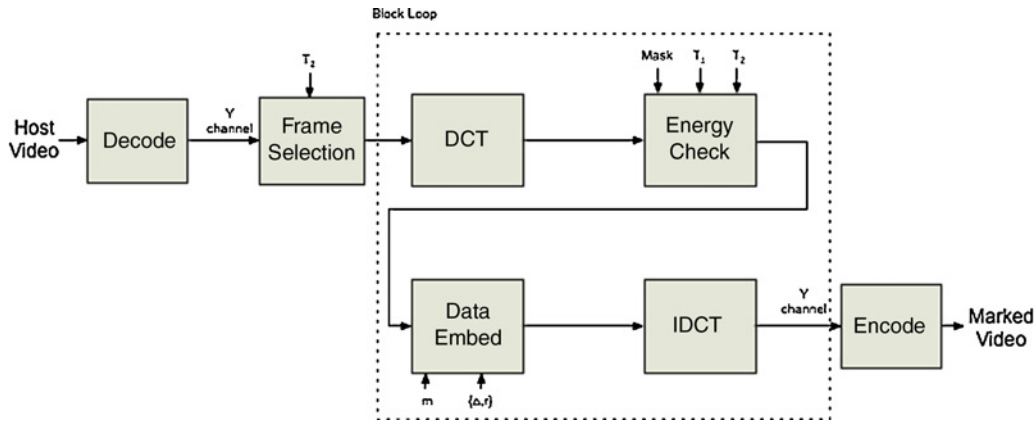 Block Loop
T₂
Mask T₁ T₂
Host
Video
Decode
Y
channel
Frame
Selection
DCT
Energy
Check
Data
Embed
IDCT
Y
channel
Encode
Marked
Video
m {△,r}